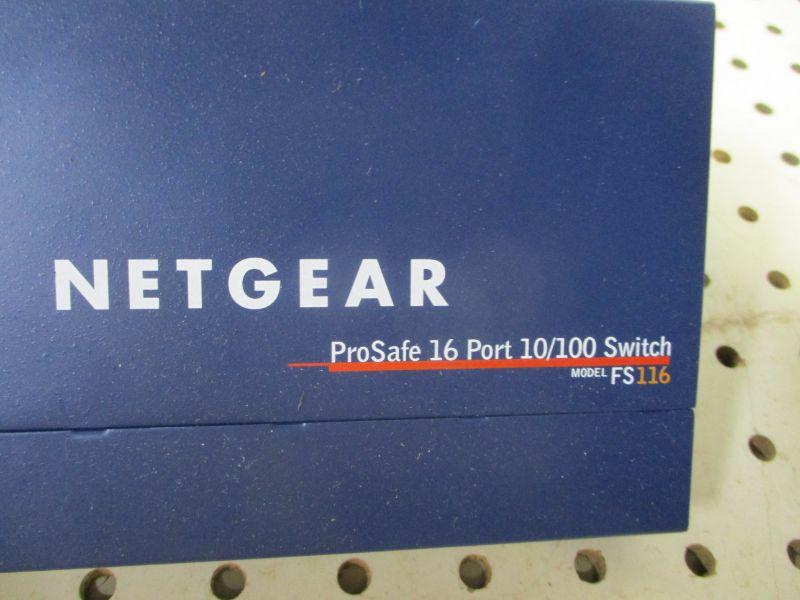 NETGEAR
ProSafe 16 Port 10/100 Switch
MODEL FS116